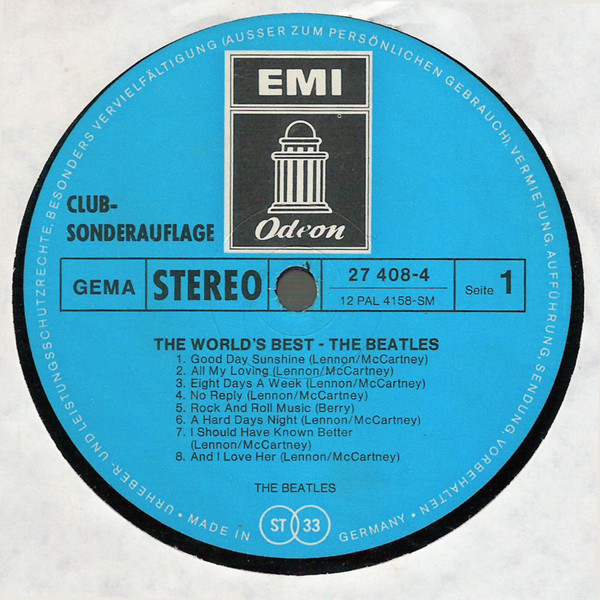 URHEBER- UND LEISTUNGSSCHUTZRECHTE, BESONDERS VERVIELFÄLTIGUNG (AUSSER ZUM PERSÖNLICHEN GEBRAUCH), VERMIETUNG, AUFFÜHRUNG, SENDUNG VORBEHALTEN
EMI
Odeon
CLUB-
SONDERAUFLAGE
GEMA
STEREO
27 408-4
12 PAL 4158-SM
Seite 1
THE WORLD'S BEST - THE BEATLES
1. Good Day Sunshine (Lennon/McCartney)
2. All My Loving (Lennon/McCartney)
3. Eight Days A Week (Lennon/McCartney)
4. No Reply (Lennon/McCartney)
5. Rock And Roll Music (Berry)
6. A Hard Days Night (Lennon/McCartney)
7. I Should Have Known Better
(Lennon/McCartney)
8. And I Love Her (Lennon/McCartney)
THE BEATLES
• MADE IN
ST 33
GERMANY •